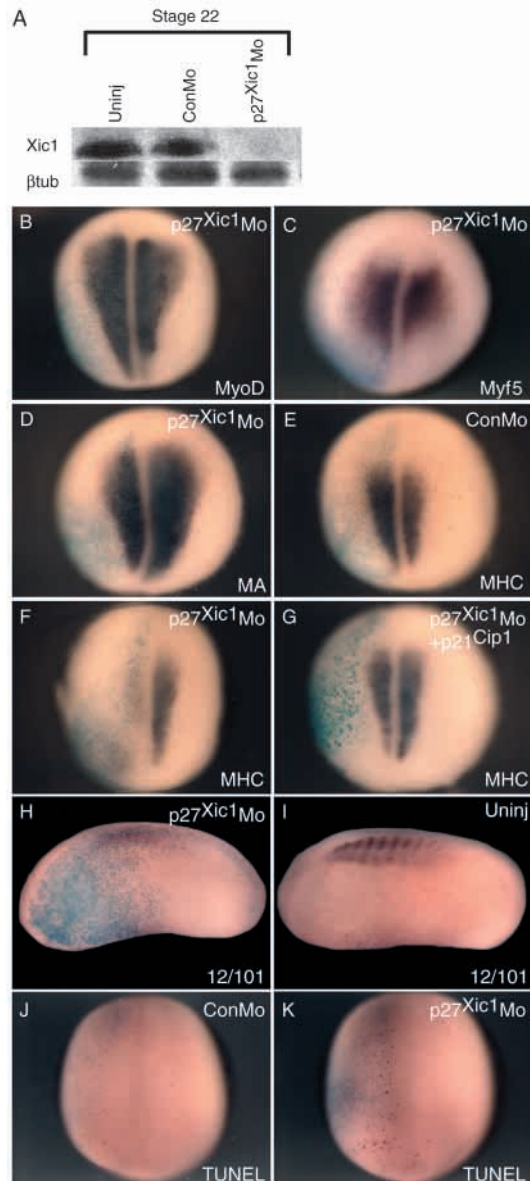 A
Stage 22
Uninj
ConMo
p27Xic1Mo
Xic1
βtub
B
p27Xic1Mo
MyoD
C
p27Xic1Mo
Myf5
D
p27Xic1Mo
MA
E
ConMo
MHC
F
p27Xic1Mo
MHC
G
p27Xic1Mo
+p21Cip1
MHC
H
p27Xic1Mo
12/101
I
Uninj
12/101
J
ConMo
TUNEL
K
p27Xic1Mo
TUNEL